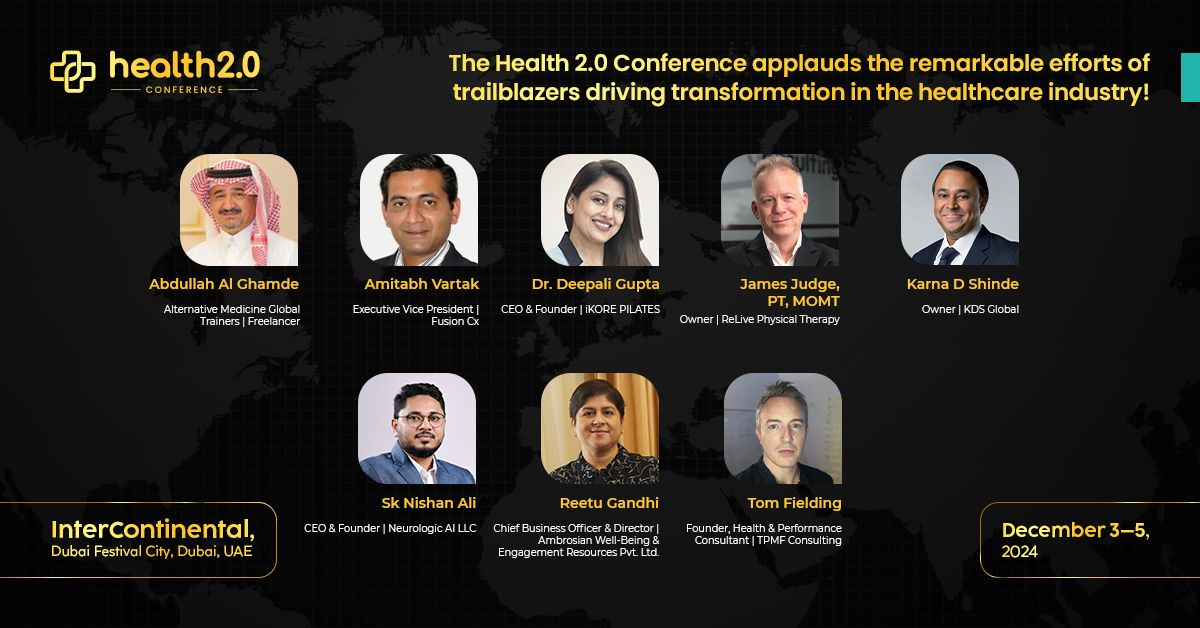 health2.0
CONFERENCE
The Health 2.0 Conference applauds the remarkable efforts of
trailblazers driving transformation in the healthcare industry!
Abdullah Al Ghamde
Alternative Medicine Global
Trainers | Freelancer
Amitabh Vartak
Executive Vice President |
Fusion Cx
Dr. Deepali Gupta
CEO & Founder | iKORE PILATES
James Judge,
PT, MOMT
Owner | ReLive Physical Therapy
Karna D Shinde
Owner | KDS Global
Sk Nishan Ali
CEO & Founder | Neurologic AI LLC
Reetu Gandhi
Chief Business Officer & Director |
Ambrosian Well-Being &
Engagement Resources Pvt. Ltd.
Tom Fielding
Founder, Health & Performance
Consultant | TPMF Consulting
InterContinental,
Dubai Festival City, Dubai, UAE
December 3–5,
2024